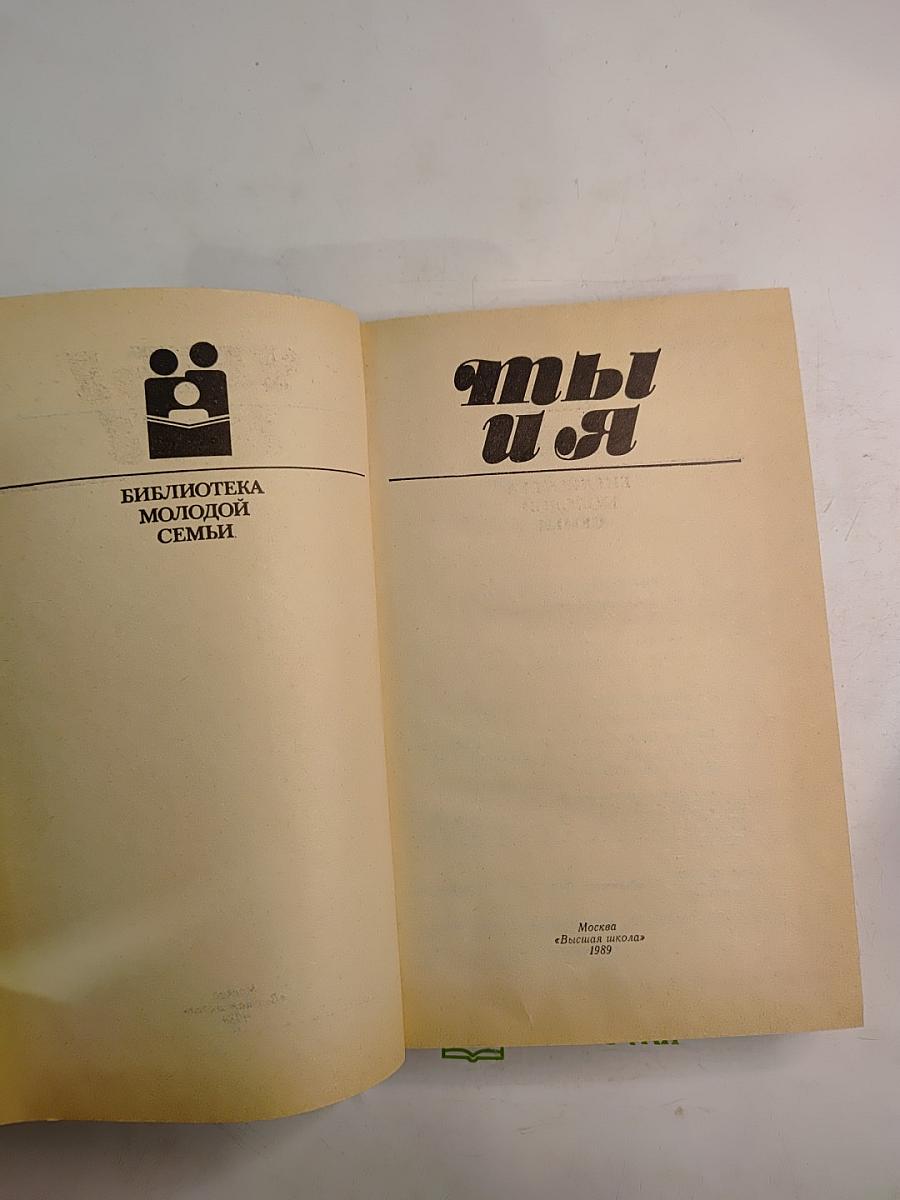 БИБЛИОТЕКА
МОЛОДОЙ
СЕМЬИ
ты
и я
Москва
«Высшая школа»
1989